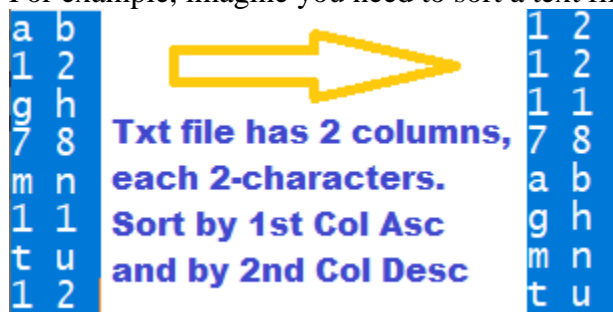 a b
1 2
g h
7 8
m n
1 1
t u
1 2
Txt file has 2 columns,
each 2-characters.
Sort by 1st Col Asc
and by 2nd Col Desc
1 2
1 2
1 1
7 8
a b
g h
m n
t u